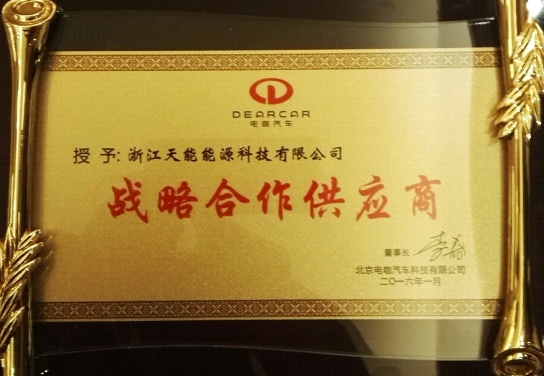 DEARCAR
电咖汽车
授予:浙江天能能源科技有限公司
战略合作供应商
董事长:
北京电咖汽车科技有限公司
二〇一六年一月